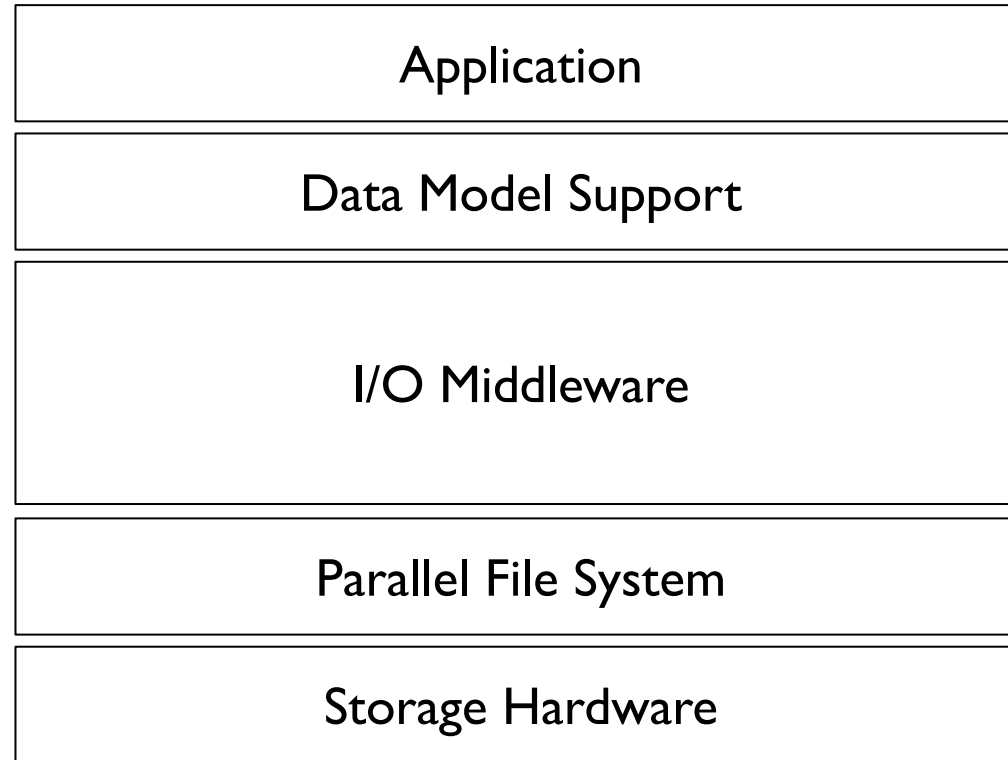 Application
Data Model Support
I/O Middleware
Parallel File System
Storage Hardware